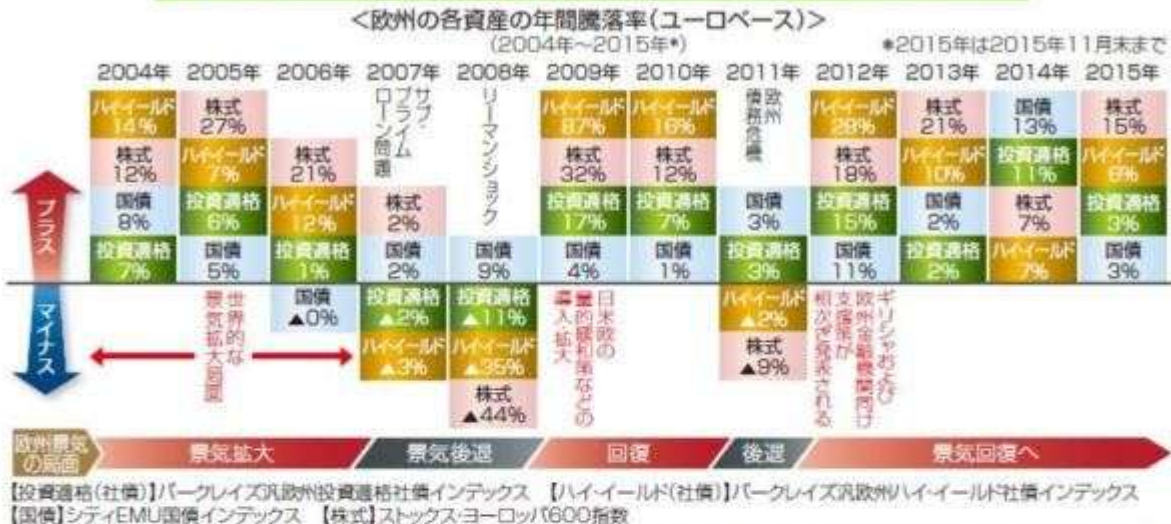 <欧州の各資産の年間騰落率(ユーロベース)>
(2004年~2015年*)
*2015年は2015年11月末まで
2004年 2005年 2006年 2007年 2008年 2009年 2010年 2011年 2012年 2013年 2014年 2015年
プラス
マイナス
ハイ・イールド
14%
株式
12%
国債
8%
投資適格
7%
株式
27%
ハイ・イールド
7%
投資適格
6%
国債
5%
世界的な
景気拡大局面
株式
21%
ハイ・イールド
12%
投資適格
1%
国債
▲0%
サブ・
プライム
ローン問題
株式
2%
国債
2%
投資適格
▲2%
ハイ・イールド
▲3%
リーマンショック
国債
9%
投資適格
▲11%
ハイ・イールド
▲35%
株式
▲44%
ハイ・イールド
87%
株式
32%
投資適格
17%
国債
4%
日米欧の
量的緩和策などの
導入・拡大
ハイ・イールド
16%
株式
12%
投資適格
7%
国債
1%
欧州
債務危機
国債
3%
投資適格
3%
ハイ・イールド
▲2%
株式
▲9%
ハイ・イールド
29%
株式
18%
投資適格
15%
国債
11%
ギリシャおよび
欧州金融機関向け
支援策が
相次ぎ発表される
株式
21%
ハイ・イールド
10%
国債
2%
投資適格
2%
国債
13%
投資適格
11%
株式
7%
ハイ・イールド
7%
株式
15%
ハイ・イールド
6%
投資適格
3%
国債
3%
欧州景気
の局面
景気拡大
景気後退
回復
後退
景気回復へ
【投資適格(社債)】バークレイズ汎欧州投資適格社債インデックス 【ハイ・イールド(社債)】バークレイズ汎欧州ハイ・イールド社債インデックス
【国債】シティEMU国債インデックス 【株式】ストックス・ヨーロッパ600指数